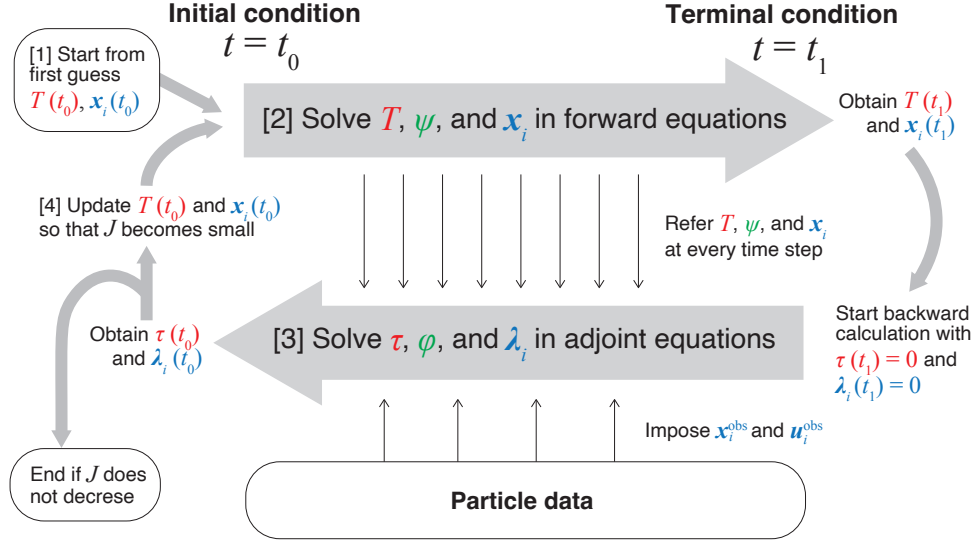 Initial condition
t = t₀
Terminal condition
t = t₁
[1] Start from
first guess
T (t₀), xᵢ(t₀)
[2] Solve T, ψ, and xᵢ in forward equations
Obtain T (t₁)
and xᵢ(t₁)
[4] Update T (t₀) and xᵢ(t₀)
so that J becomes small
Refer T, ψ, and xᵢ
at every time step
Obtain τ (t₀)
and λᵢ (t₀)
[3] Solve τ, φ, and λᵢ in adjoint equations
Start backward
calculation with
τ (t₁) = 0 and
λᵢ(t₁) = 0
Impose xᵢᵒᵇˢ and uᵢᵒᵇˢ
End if J does
not decrese
Particle data